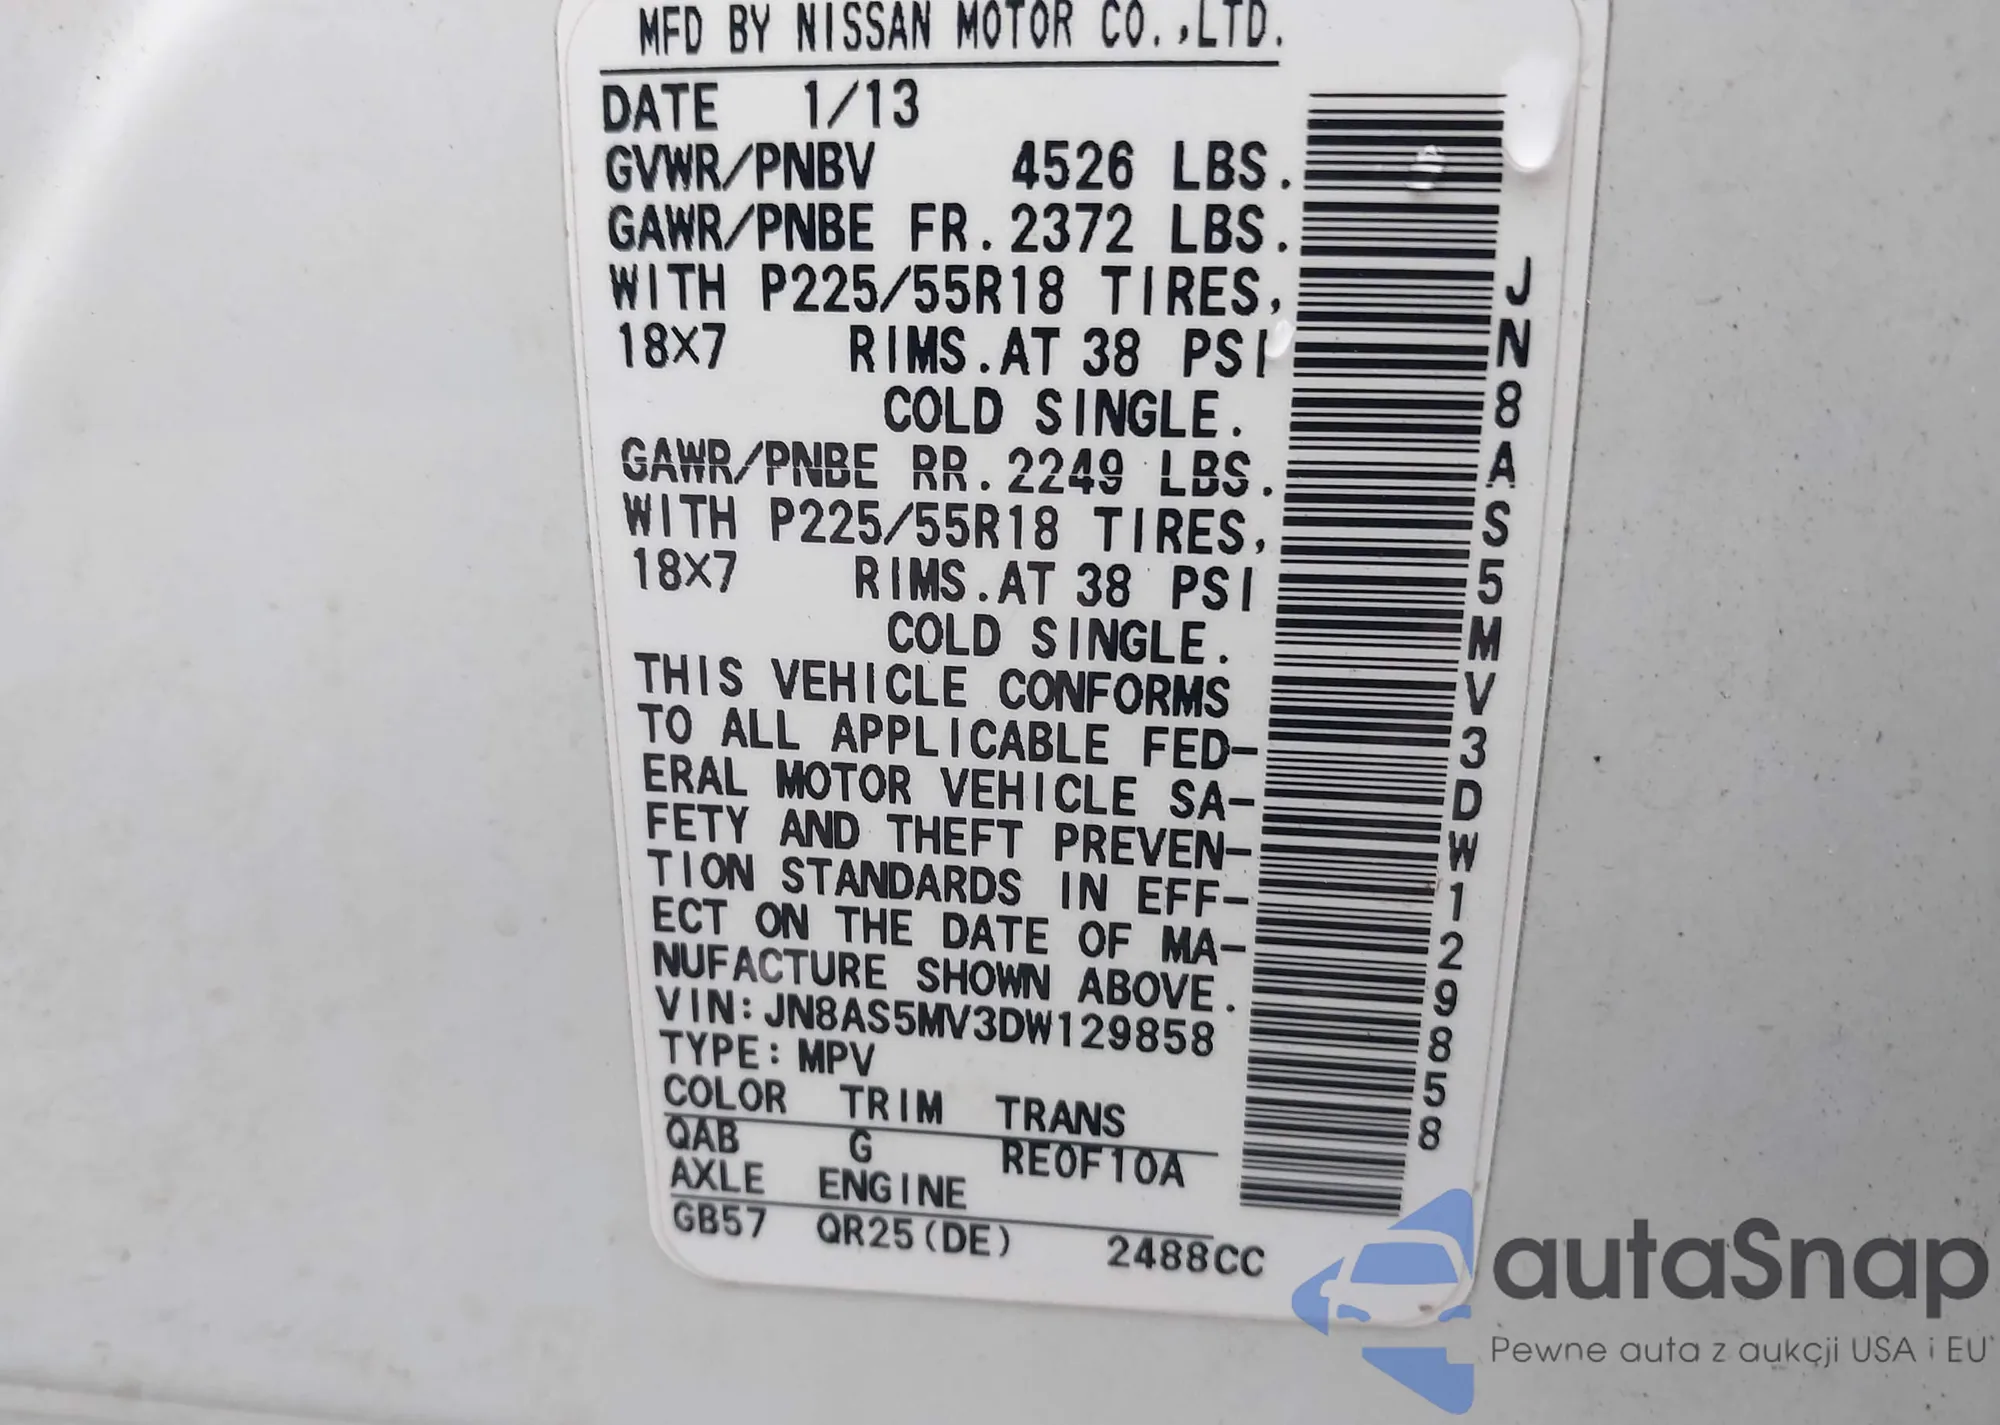 MFD BY NISSAN MOTOR CO.,LTD.
DATE 1/13
GVWR/PNBV 4526 LBS.
GAWR/PNBE FR.2372 LBS.
WITH P225/55R18 TIRES,
18X7 RIMS.AT 38 PSI
COLD SINGLE.
GAWR/PNBE RR.2249 LBS.
WITH P225/55R18 TIRES,
18X7 RIMS.AT 38 PSI
COLD SINGLE.
THIS VEHICLE CONFORMS
TO ALL APPLICABLE FED-
ERAL MOTOR VEHICLE SA-
FETY AND THEFT PREVEN-
TION STANDARDS IN EFF-
ECT ON THE DATE OF MA-
NUFACTURE SHOWN ABOVE.
VIN:JN8AS5MV3DW129858
TYPE:MPV
COLOR TRIM TRANS
QAB G RE0F10A
AXLE ENGINE
GB57 QR25(DE) 2488CC
JN8AS5MV3DW129858
autaSnap
Pewne auta z aukcji USA i EU